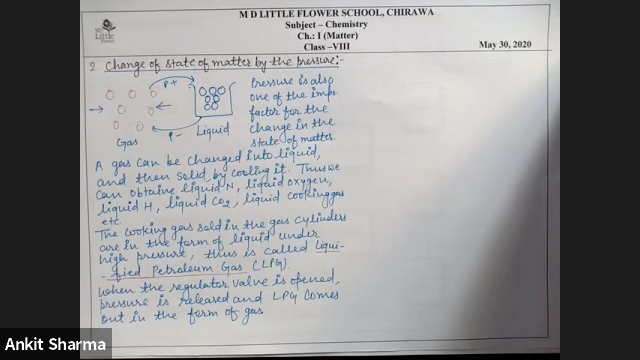 M D LITTLE FLOWER SCHOOL, CHIRAWA
Subject – Chemistry
Ch.: I (Matter)
Class –VIII
May 30, 2020
2 Change of state of matter by the pressure:-
P+
P-
Gas
Liquid
Pressure is also
one of the imp.
factor for the
change in the
state of matter.
A gas can be changed into liquid,
and then solid by cooling it. Thus we
can obtaine liquid N, liquid oxygen,
liquid H, liquid CO2, liquid cooking gas
etc.
The cooking gas sold in the gas cylinders
are in the form of liquid under
high pressure, thus is called Liqui-
-fied Petroleum Gas (LPG).
When the regulator valve is opened,
pressure is released and LPG comes
out in the form of gas
Ankit Sharma